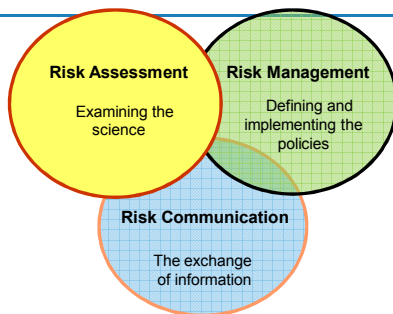 Risk Assessment
Examining the
science
Risk Management
Defining and
implementing the
policies
Risk Communication
The exchange
of information